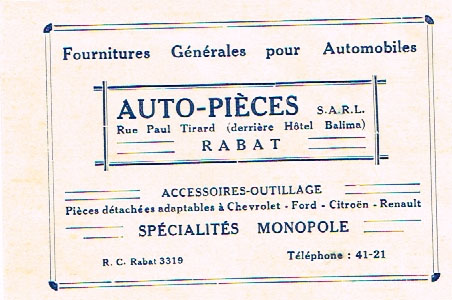 Fournitures Générales pour Automobiles
AUTO-PIÈCES S.A.R.L.
Rue Paul Tirard (derrière Hôtel Balima)
RABAT
ACCESSOIRES-OUTILLAGE
Pièces détachées adaptables à Chevrolet - Ford - Citroën - Renault
SPÉCIALITÉS MONOPOLE
R. C. Rabat 3319
Téléphone : 41-21